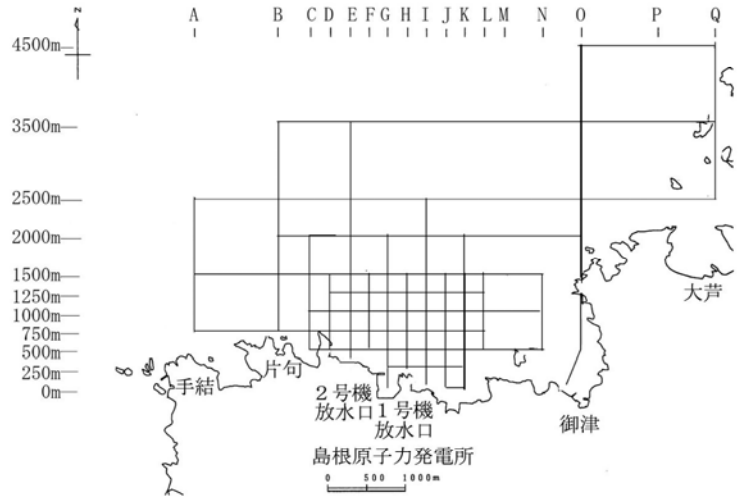 A B C D E F G H I J K L M N O P Q
z
4500m
3500m
2500m
2000m
1500m
1250m
1000m
750m
500m
250m
0m
大芦
手結
片句
2号機
放水口
1号機
放水口
御津
島根原子力発電所
0 500 1000m